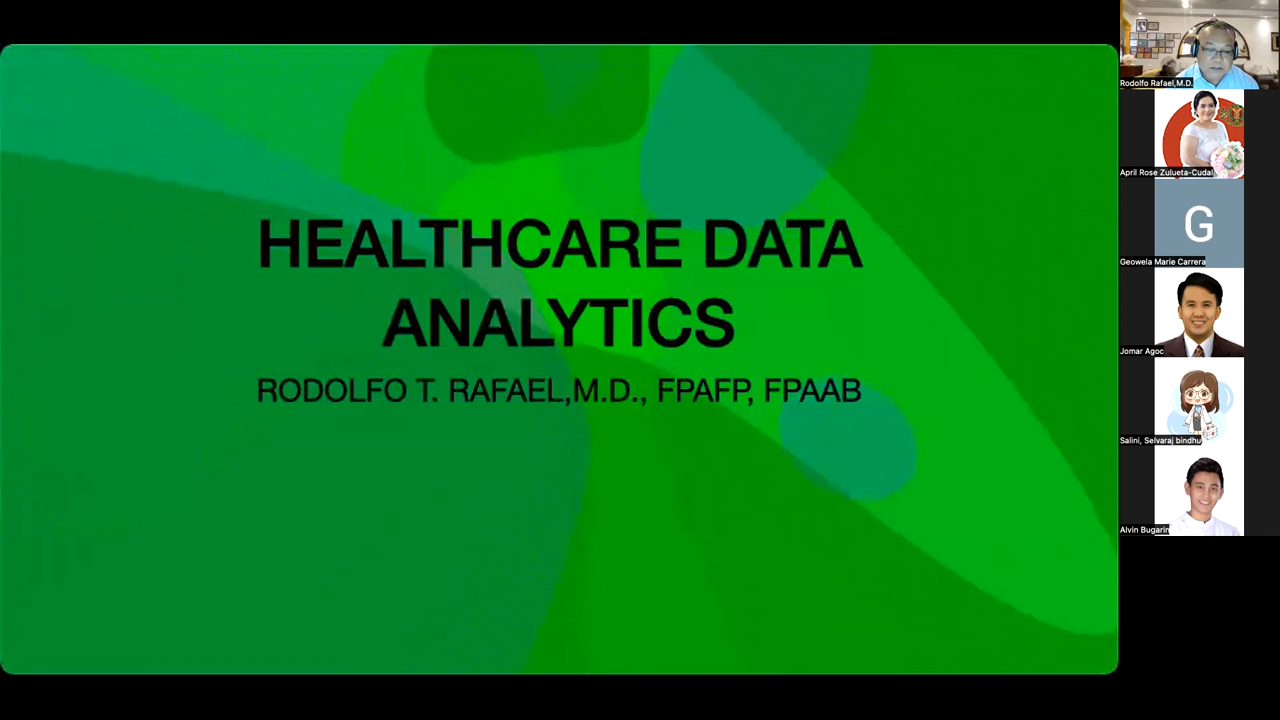 HEALTHCARE DATA
ANALYTICS
RODOLFO T. RAFAEL,M.D., FPAFP, FPAAB
Rodolfo Rafael,M.D.
April Rose Zulueta-Cudal
G
Geowela Marie Carrera
Jomar Agoc
Salini, Selvaraj bindhu
Alvin Bugarin